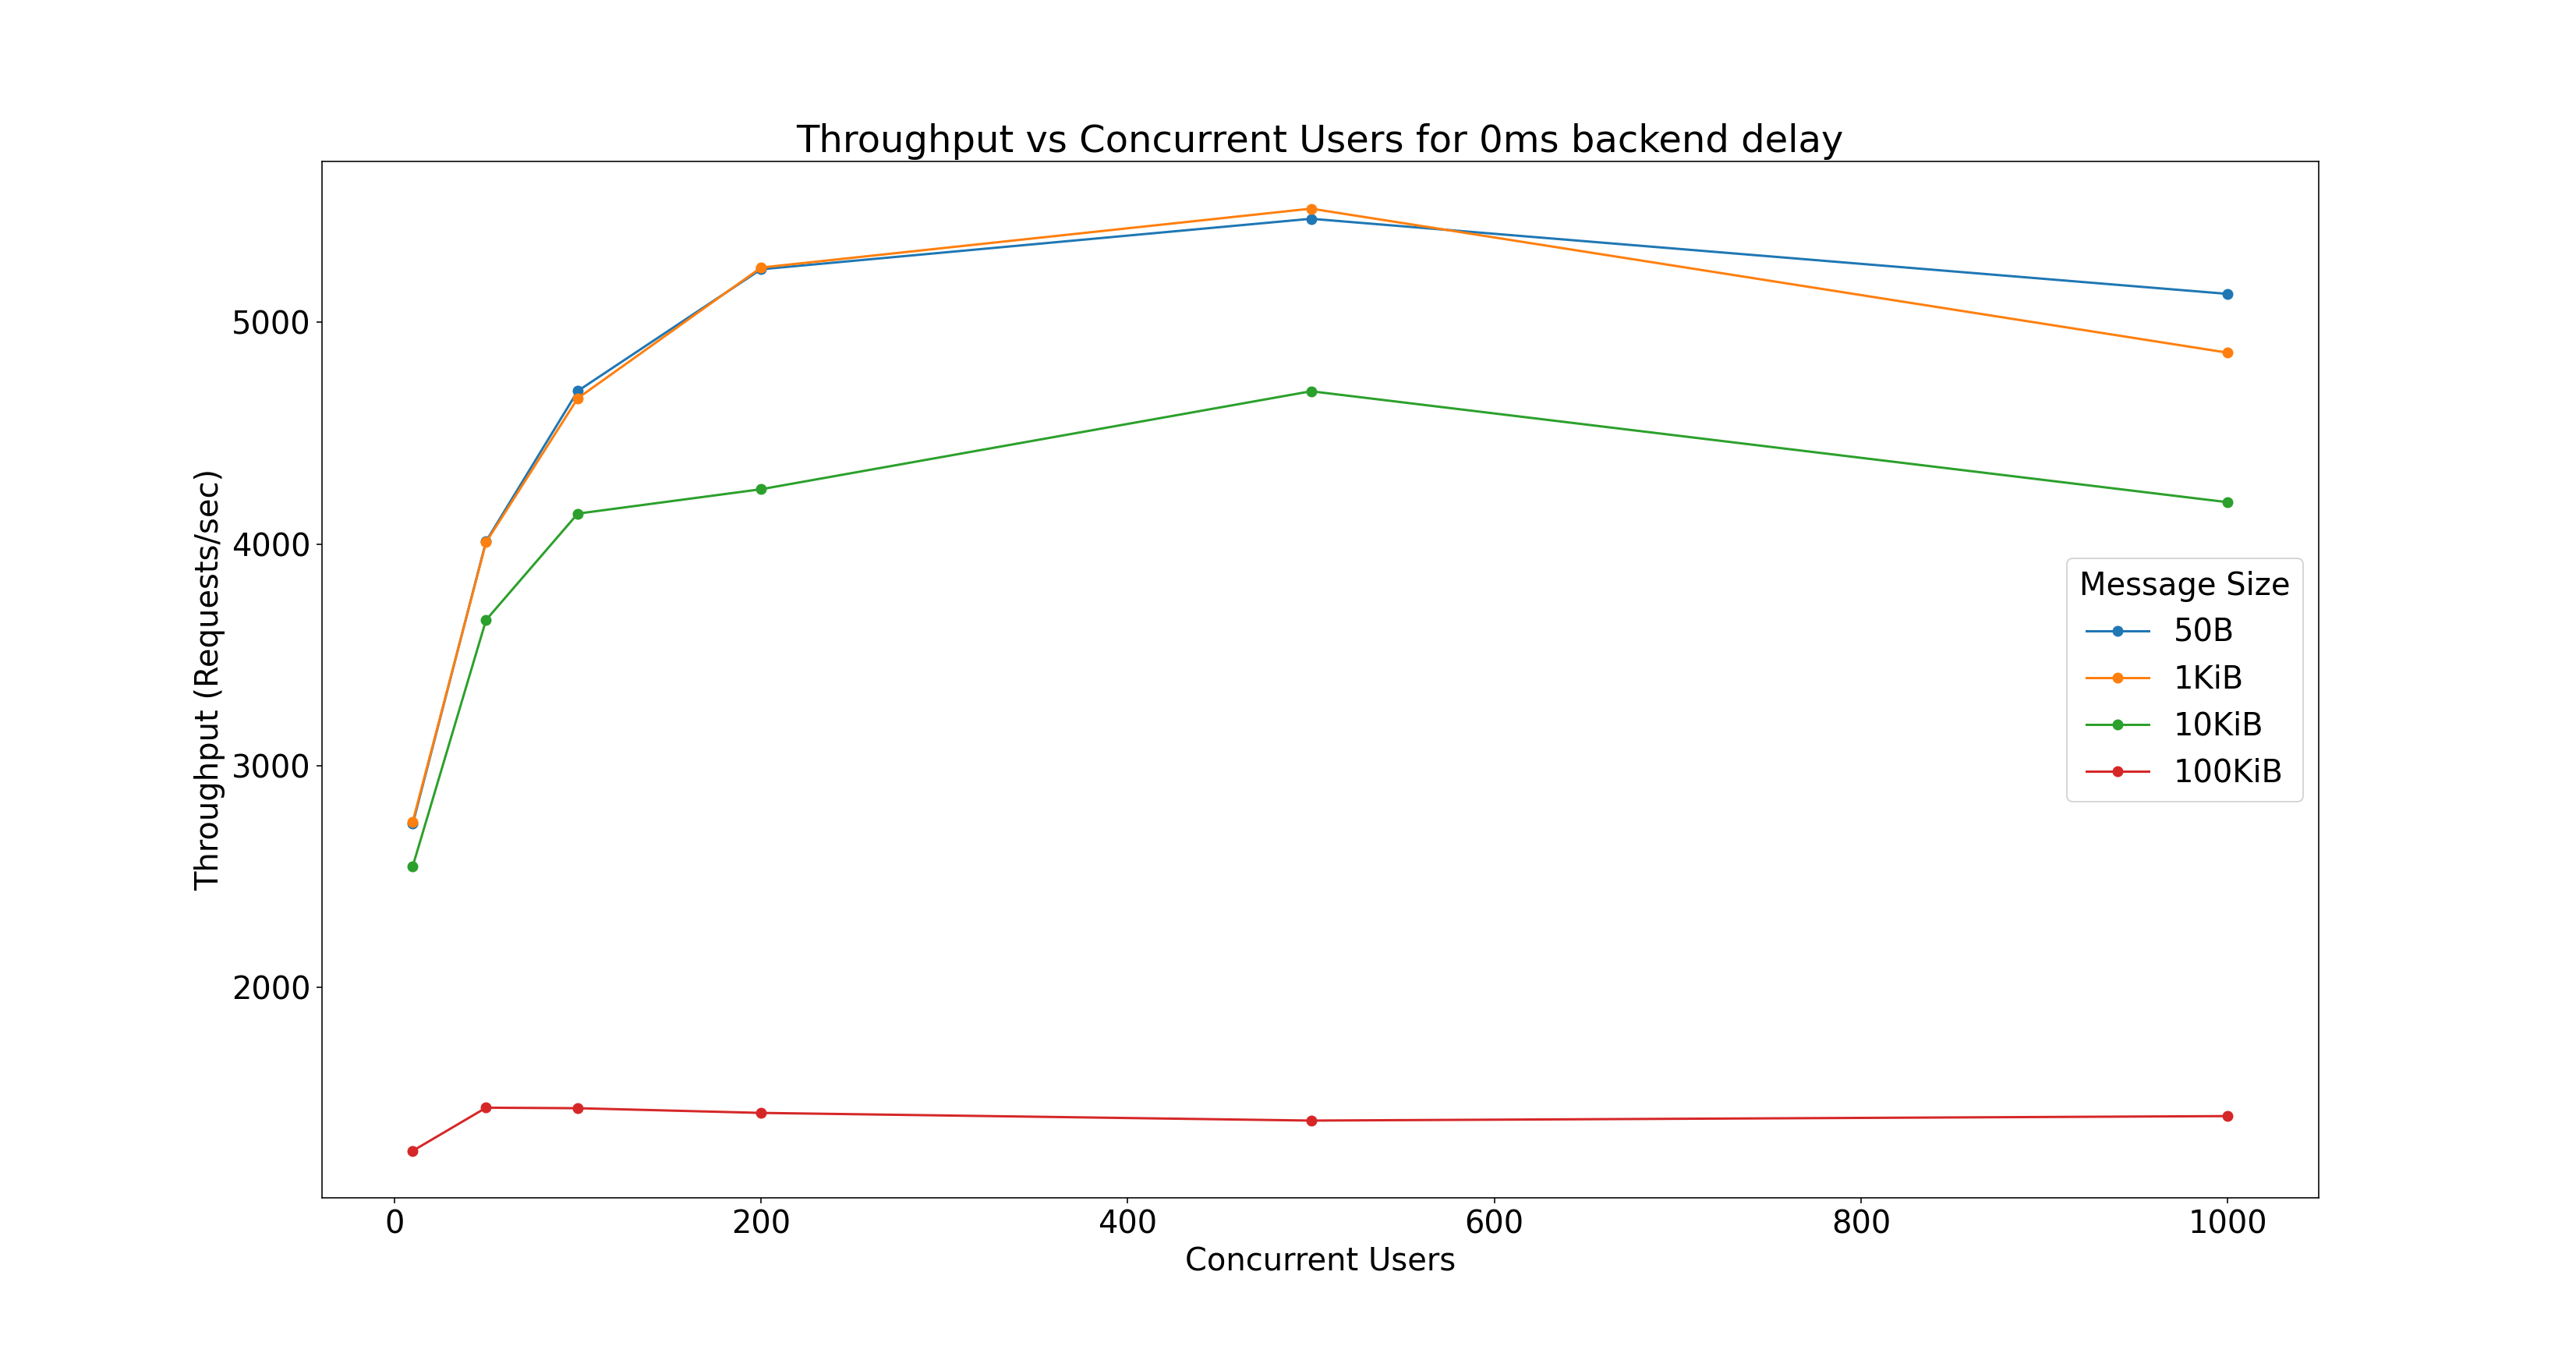 Throughput vs Concurrent Users for 0ms backend delay
Throughput (Requests/sec)
5000
4000
3000
2000
Message Size
50B
1KiB
10KiB
100KiB
0
200
400
600
800
1000
Concurrent Users